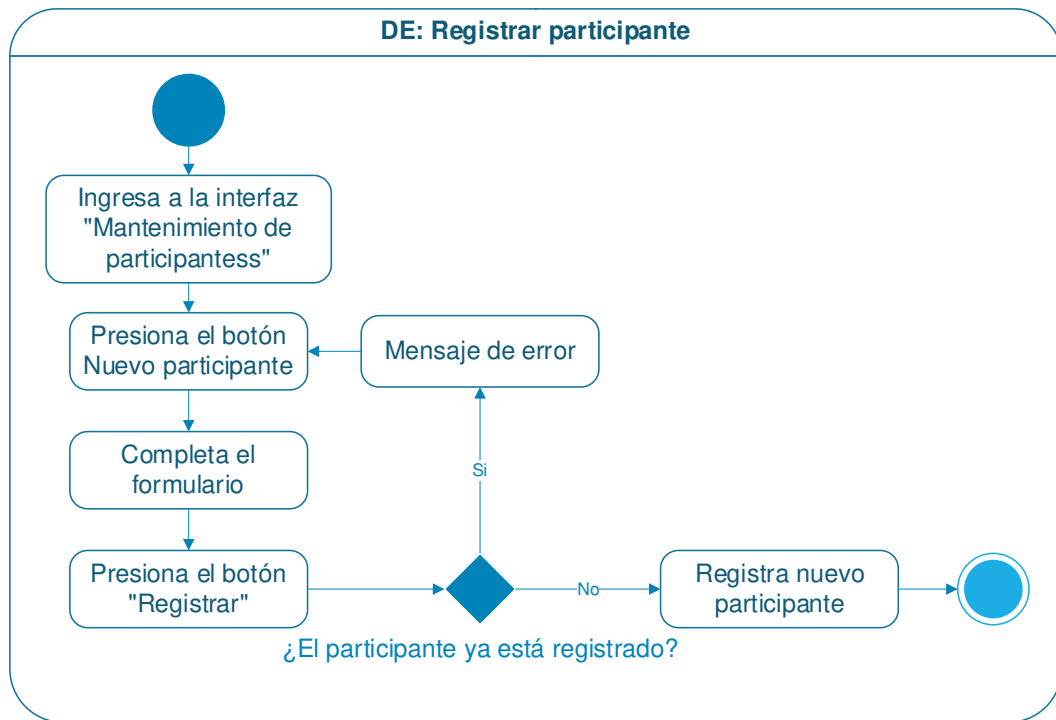 DE: Registrar participante
Ingresa a la interfaz
"Mantenimiento de
participantess"
Presiona el botón
Nuevo participante
Mensaje de error
Completa el
formulario
Si
Presiona el botón
"Registrar"
No
Registra nuevo
participante
¿El participante ya está registrado?